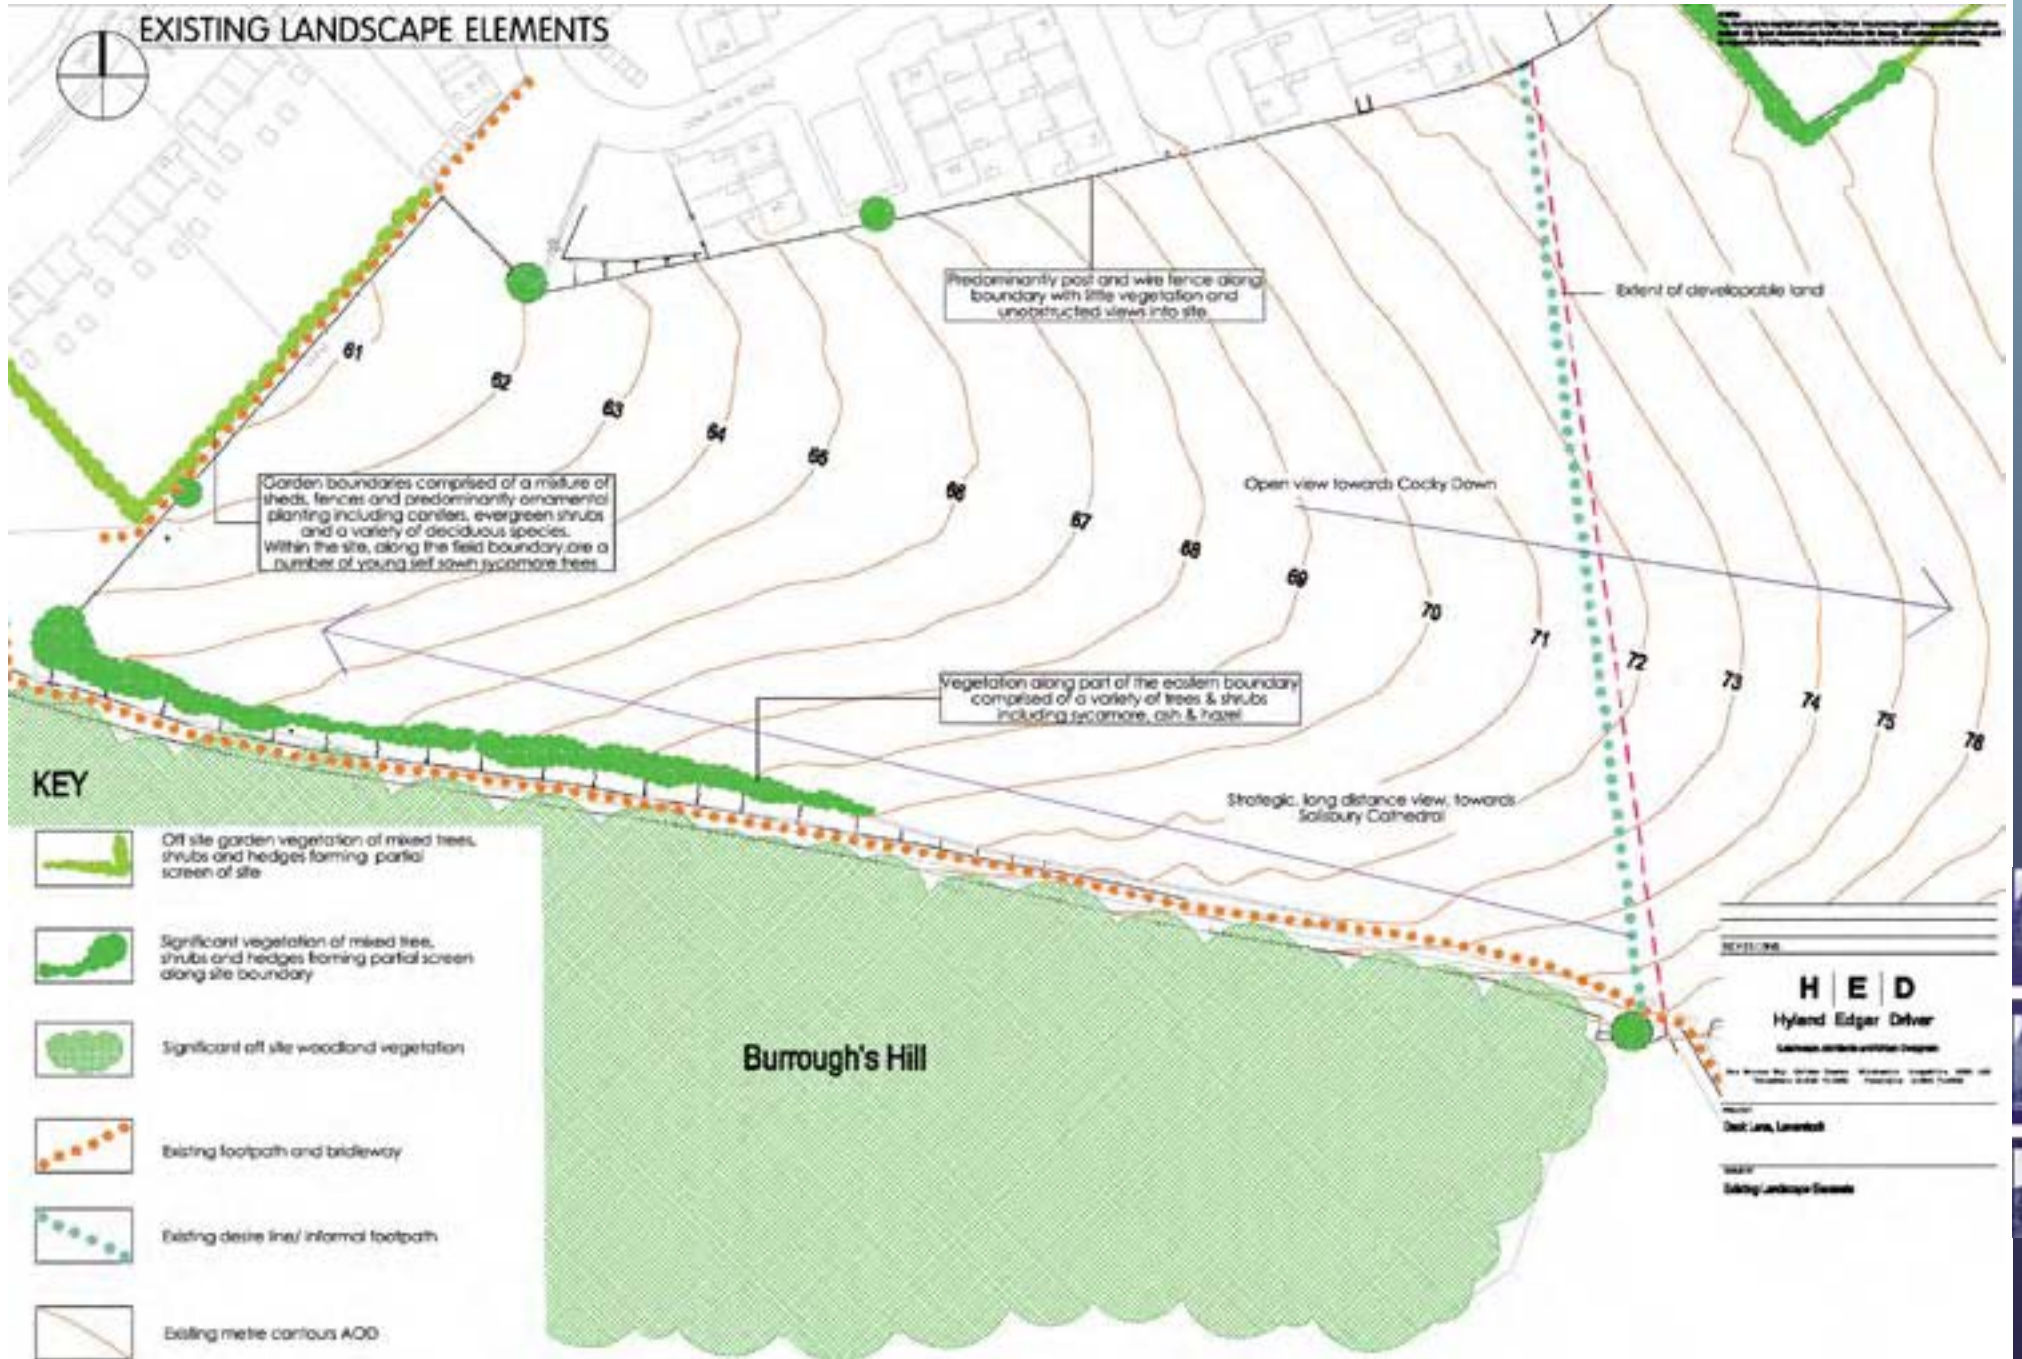 EXISTING LANDSCAPE ELEMENTS
Predominantly post and wire fence along
boundary with little vegetation and
unobstructed views into site.
Extent of developable land
61
62
63
64
65
66
67
68
69
70
71
72
73
74
75
76
Garden boundaries comprised of a mixture of
sheds, fences and predominantly ornamental
planting including conifers, evergreen shrubs
and a variety of deciduous species.
Within the site, along the field boundary are a
number of young self sown sycamore trees
Open view towards Cocky Down
Vegetation along part of the eastern boundary
comprised of a variety of trees & shrubs
including sycamore, ash & hazel
Strategic, long distance view, towards
Salisbury Cathedral
Burrough's Hill
KEY
Off site garden vegetation of mixed trees,
shrubs and hedges forming partial
screen of site
Significant vegetation of mixed tree,
shrubs and hedges froming partial screen
along site boundary
Significant off site woodland vegetation
Existing footpath and bridleway
Existing desire line/ informal footpath
Existing metre contours AOD
REVISIONS
H E D
Hyland Edgar Driver
Existing Landscape Elements